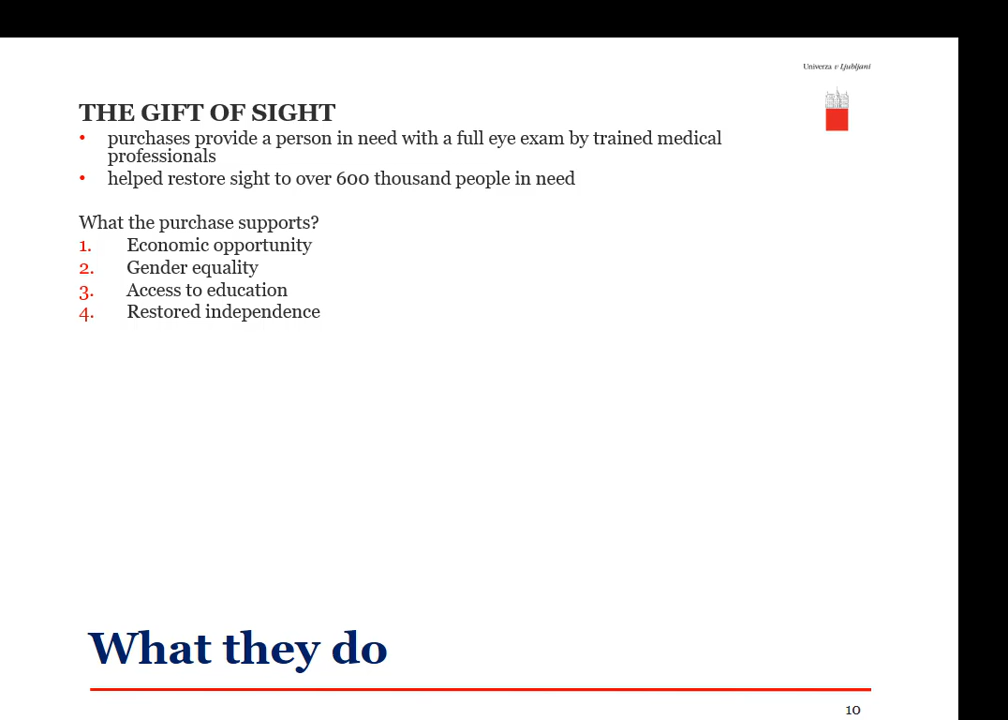 Univerza v Ljubljani
THE GIFT OF SIGHT
• purchases provide a person in need with a full eye exam by trained medical
professionals
• helped restore sight to over 600 thousand people in need
What the purchase supports?
1. Economic opportunity
2. Gender equality
3. Access to education
4. Restored independence
What they do
10